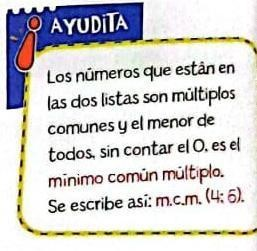 AYUDITA
Los números que están en
las dos listas son múltiplos
comunes y el menor de
todos, sin contar el 0, es el
mínimo común múltiplo.
Se escribe así: m.c.m. (4; 6).